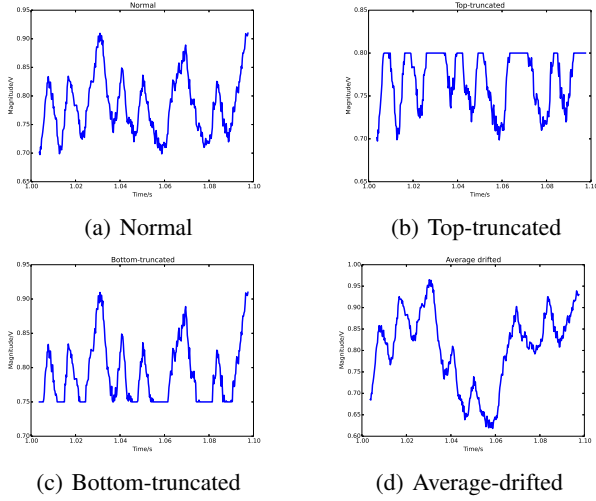 Normal
0.95
0.90
0.85
0.80
0.75
0.70
0.65
Magnitude/V
1.00 1.02 1.04 1.06 1.08 1.10
Time/s
(a) Normal
Top-truncated
0.85
0.80
0.75
0.70
0.65
Magnitude/V
1.00 1.02 1.04 1.06 1.08 1.10
Time/s
(b) Top-truncated
Bottom-truncated
0.95
0.90
0.85
0.80
0.75
0.70
Magnitude/V
1.00 1.02 1.04 1.06 1.08 1.10
Time/s
(c) Bottom-truncated
Average drifted
1.00
0.95
0.90
0.85
0.80
0.75
0.70
0.65
0.60
Magnitude/V
1.00 1.02 1.04 1.06 1.08 1.10
Time/s
(d) Average-drifted